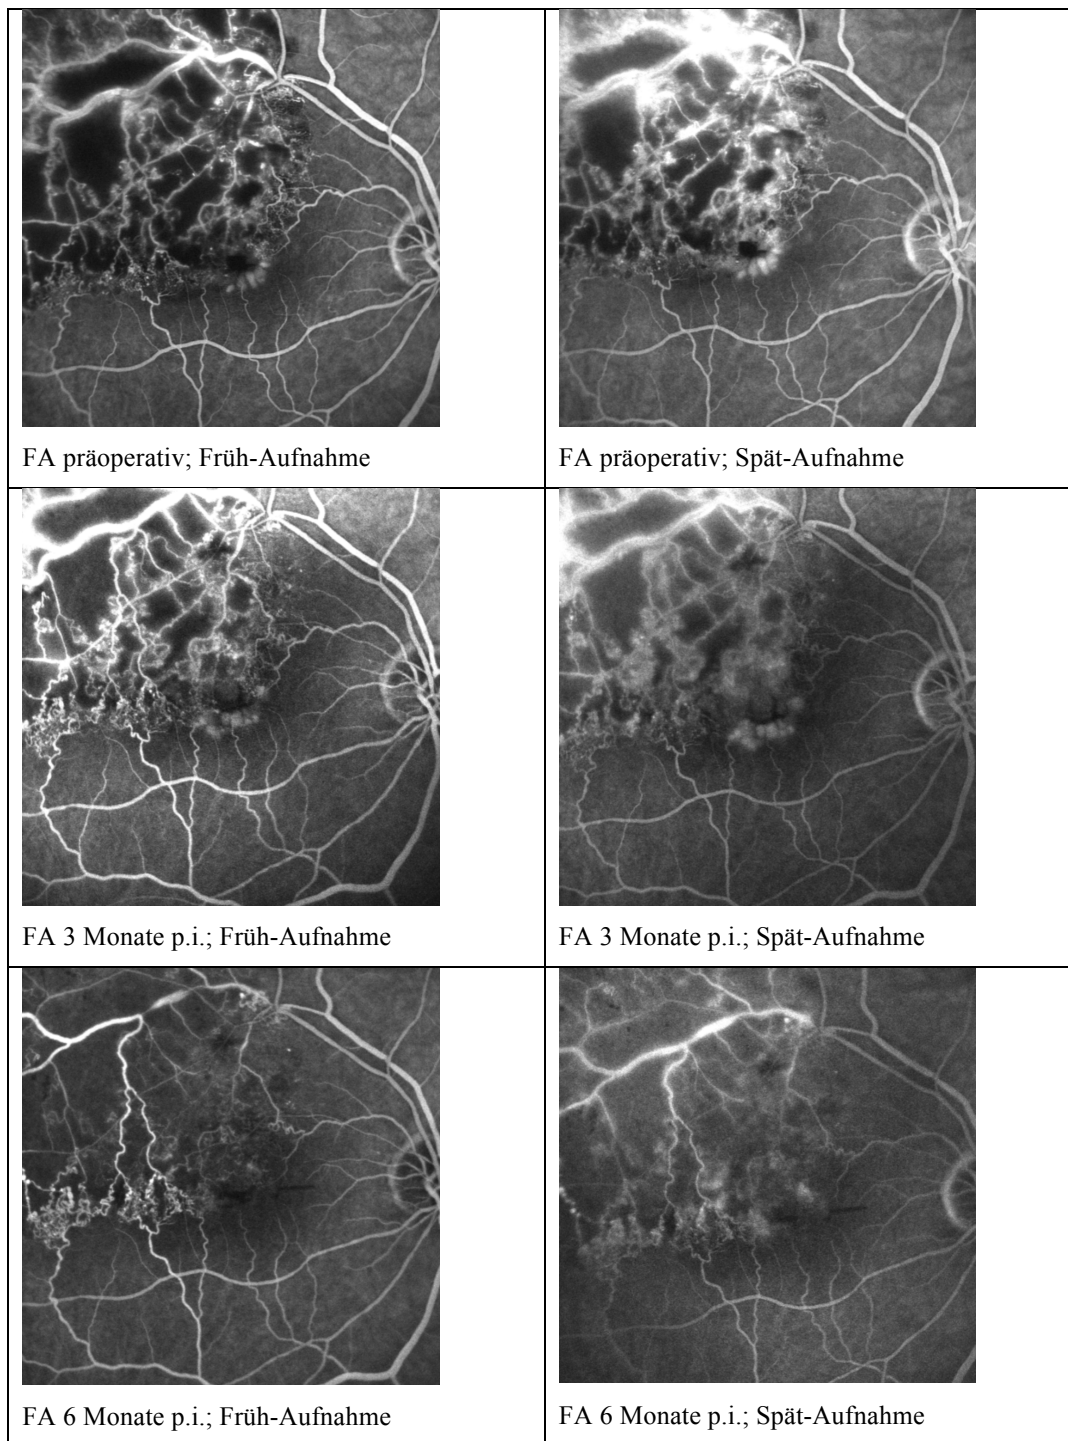 FA präoperativ; Früh-Aufnahme
FA präoperativ; Spät-Aufnahme
FA 3 Monate p.i.; Früh-Aufnahme
FA 3 Monate p.i.; Spät-Aufnahme
FA 6 Monate p.i.; Früh-Aufnahme
FA 6 Monate p.i.; Spät-Aufnahme